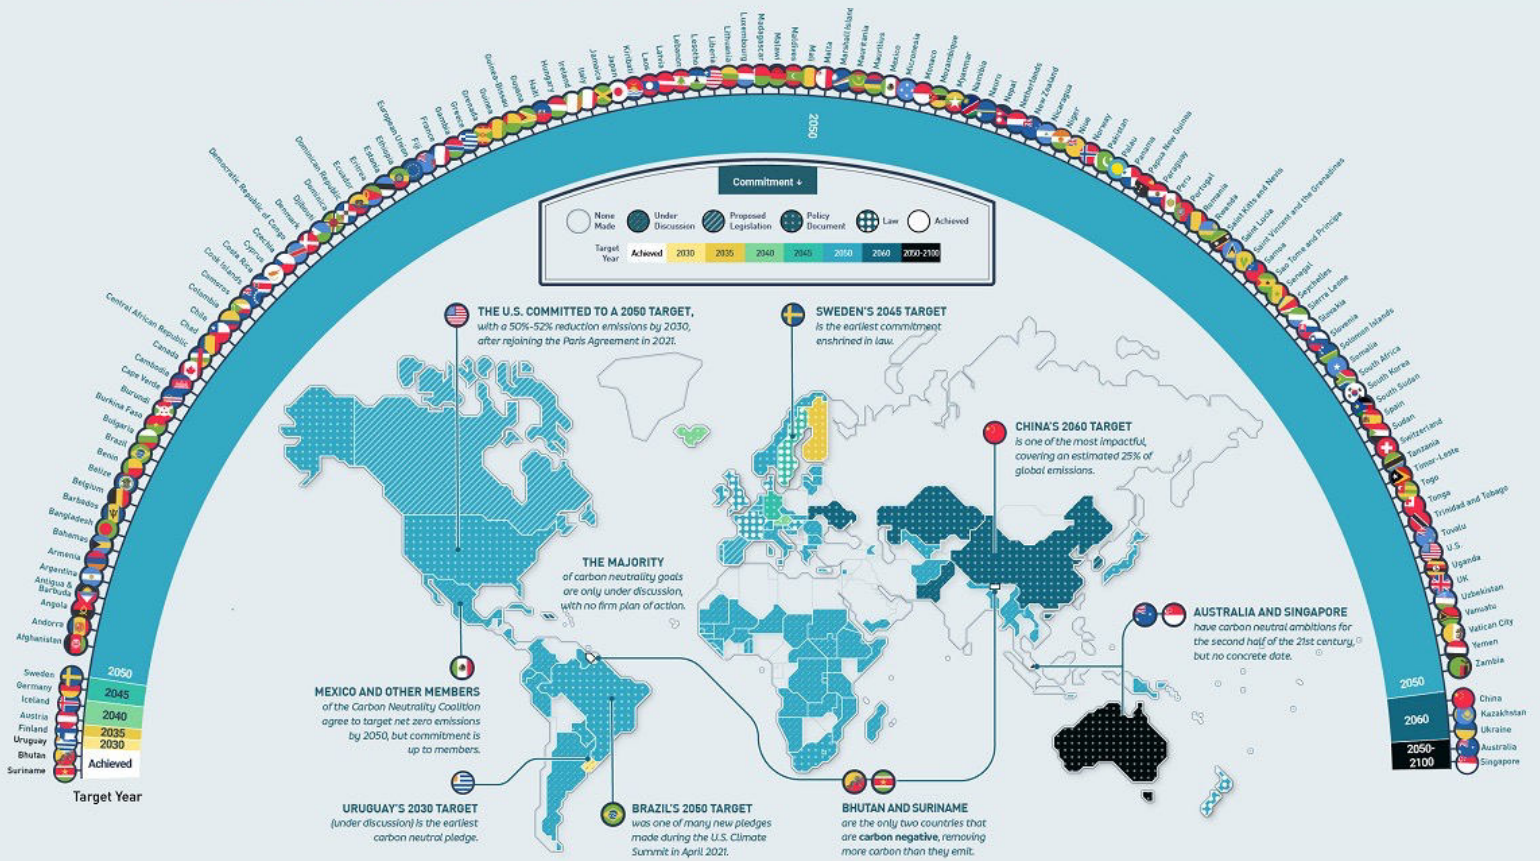 Afghanistan
Andorra
Angola
Antigua &
Barbuda
Argentina
Armenia
Bahamas
Bangladesh
Barbados
Belgium
Belize
Benin
Brazil
Bulgaria
Burkina Faso
Burundi
Cape Verde
Cambodia
Canada
Central African Republic
Chad
Chile
Colombia
Comoros
Cook Islands
Costa Rica
Cyprus
Czechia
Democratic Republic of Congo
Denmark
Djibouti
Dominica
Dominican Republic
Ecuador
Eritrea
Estonia
Ethiopia
European Union
Fiji
France
Gambia
Greece
Grenada
Guinea
Guinea-Bissau
Guyana
Haiti
Hungary
Ireland
Italy
Jamaica
Japan
Kiribati
Laos
Latvia
Lebanon
Lesotho
Liberia
Lithuania
Luxembourg
Madagascar
Malawi
Maldives
Mali
Malta
Marshall Island
Mauritania
Mauritius
Mexico
Micronesia
Monaco
Mozambique
Myanmar
Namibia
Nauru
Nepal
Netherlands
New Zealand
Nicaragua
Niger
Niue
Norway
Pakistan
Palau
Panama
Papua New Guinea
Paraguay
Peru
Portugal
Romania
Rwanda
Saint Kitts and Nevis
Saint Lucia
Saint Vincent and the Grenadines
Samoa
Sao Tome and Principe
Senegal
Seychelles
Sierra Leone
Slovakia
Slovenia
Solomon Islands
Somalia
South Africa
South Korea
South Sudan
Spain
Sudan
Switzerland
Tanzania
Timor-Leste
Togo
Tonga
Trinidad and Tobago
Tuvalu
U.S.
Uganda
UK
Uzbekistan
Vanuatu
Vatican City
Yemen
Zambia
2050
Commitment ↓
None
Made
Under
Discussion
Proposed
Legislation
Policy
Document
Law
Achieved
Target
Year
Achieved
2030
2035
2040
2045
2050
2060
2050-2100
THE U.S. COMMITTED TO A 2050 TARGET,
with a 50%-52% reduction emissions by 2030,
after rejoining the Paris Agreement in 2021.
SWEDEN'S 2045 TARGET
is the earliest commitment
enshrined in law.
CHINA'S 2060 TARGET
is one of the most impactful,
covering an estimated 25% of
global emissions.
THE MAJORITY
of carbon neutrality goals
are only under discussion,
with no firm plan of action.
AUSTRALIA AND SINGAPORE
have carbon neutral ambitions for
the second half of the 21st century,
but no concrete date.
MEXICO AND OTHER MEMBERS
of the Carbon Neutrality Coalition
agree to target net zero emissions
by 2050, but commitment is
up to members.
URUGUAY'S 2030 TARGET
(under discussion) is the earliest
carbon neutral pledge.
BRAZIL'S 2050 TARGET
was one of many new pledges
made during the U.S. Climate
Summit in April 2021.
BHUTAN AND SURINAME
are the only two countries that
are carbon negative, removing
more carbon than they emit.
Sweden
Germany
Iceland
Austria
Finland
Uruguay
Bhutan
Suriname
2050
2045
2040
2035
2030
Achieved
Target Year
2050
2060
2050-
2100
China
Kazakhstan
Ukraine
Australia
Singapore